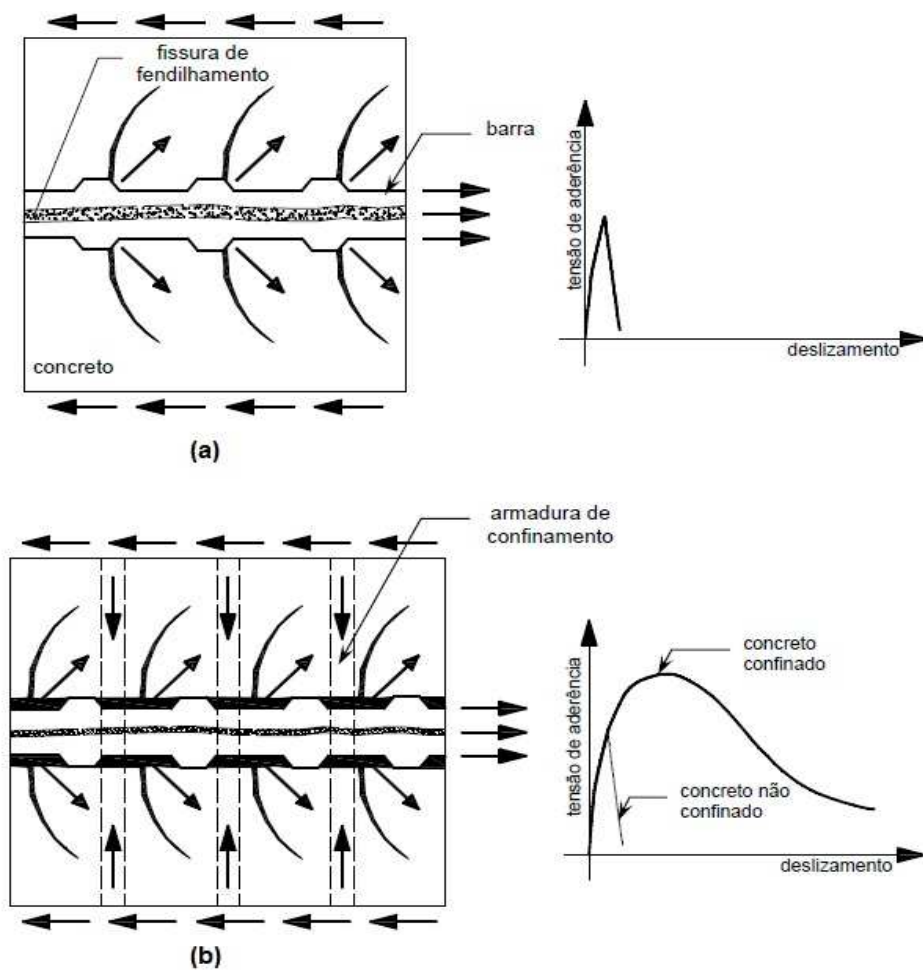 fissura de
fendilhamento
barra
concreto
tensão de aderência
deslizamento
(a)
armadura de
confinamento
concreto
confinado
tensão de aderência
concreto não
confinado
deslizamento
(b)